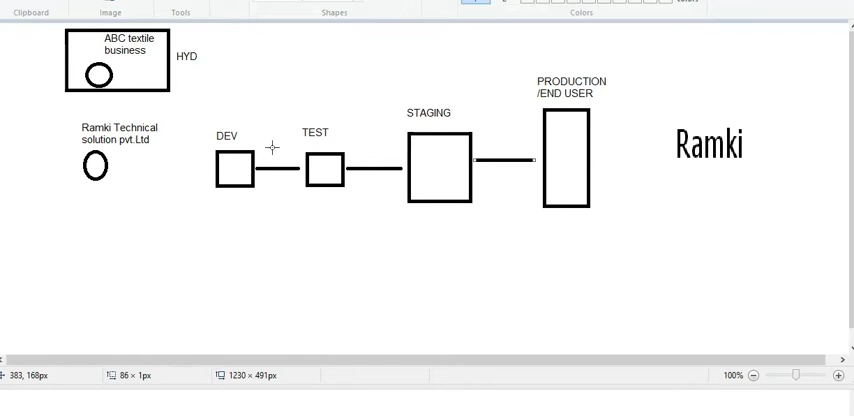 Clipboard
Image
Tools
Shapes
Colors
ABC textile
business
HYD
PRODUCTION
/END USER
STAGING
Ramki Technical
solution pvt.Ltd
DEV
TEST
Ramki
383, 168px
86 × 1px
1230 × 491px
100%